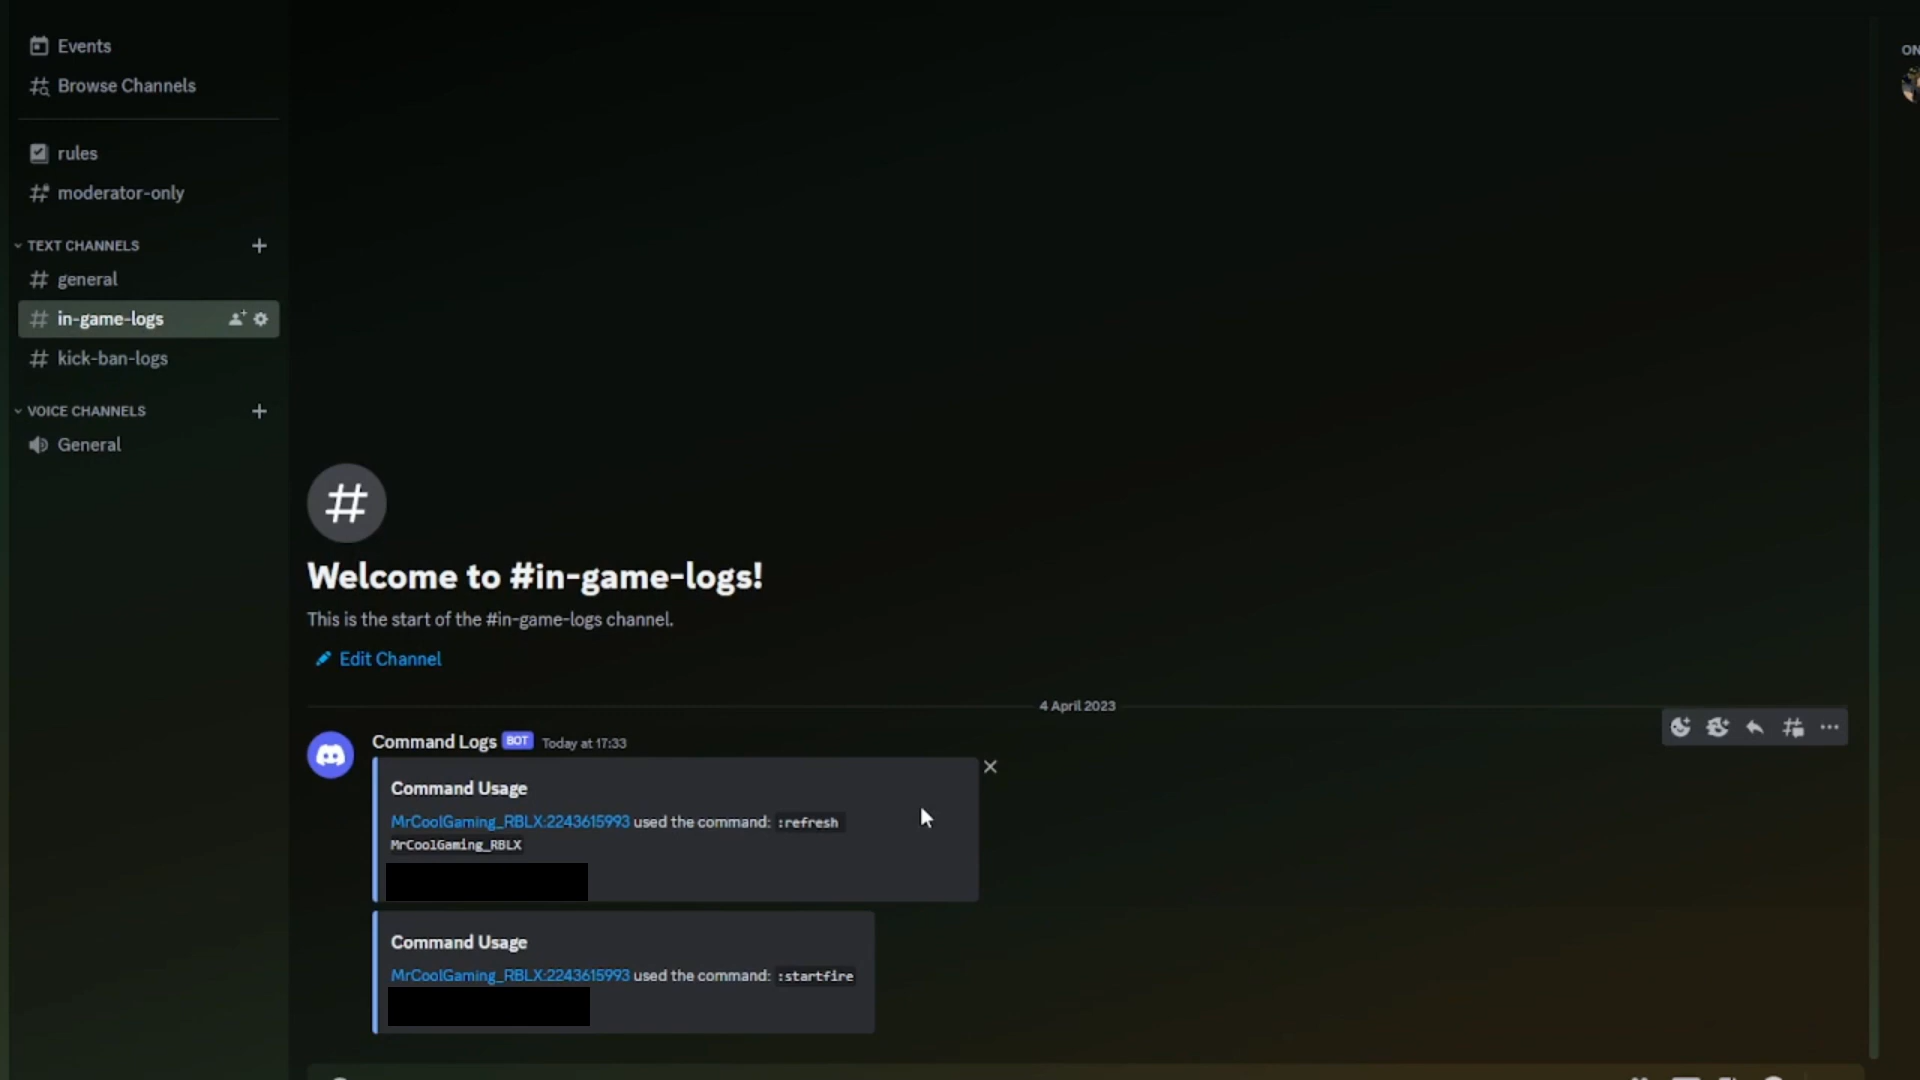 Events
Browse Channels
rules
moderator-only
TEXT CHANNELS
general
in-game-logs
kick-ban-logs
VOICE CHANNELS
General
Welcome to #in-game-logs!
This is the start of the #in-game-logs channel.
Edit Channel
4 April 2023
Command Logs BOT Today at 17:33
Command Usage
MrCoolGaming_RBLX:2243615993 used the command: :refresh
MrCoolGaming_RBLX
Command Usage
MrCoolGaming_RBLX:2243615993 used the command: :startfire